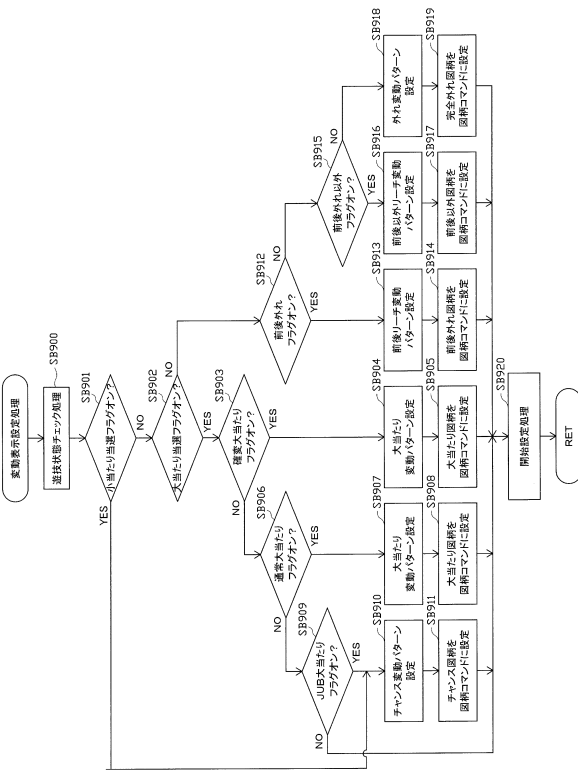 変動表示設定処理
SB900
遊技状態チェック処理
SB901
小当たり当選フラグオン?
YES
NO
SB902
大当たり当選フラグオン?
NO
YES
SB903
確変大当たり
フラグオン?
NO
YES
SB906
通常大当たり
フラグオン?
NO
YES
SB909
JUB大当たり
フラグオン?
NO
YES
SB912
前後外れ
フラグオン?
NO
YES
SB915
前後外れ以外
フラグオン?
NO
YES
SB910
チャンス変動パターン
設定
SB911
チャンス図柄を
図柄コマンドに設定
SB907
大当たり
変動パターン設定
SB908
大当たり図柄を
図柄コマンドに設定
SB904
大当たり
変動パターン設定
SB905
大当たり図柄を
図柄コマンドに設定
SB913
前後リーチ変動
パターン設定
SB914
前後外れ図柄を
図柄コマンドに設定
SB916
前後以外リーチ変動
パターン設定
SB917
前後以外図柄を
図柄コマンドに設定
SB918
外れ変動パターン
設定
SB919
完全外れ図柄を
図柄コマンドに設定
SB920
開始設定処理
RET